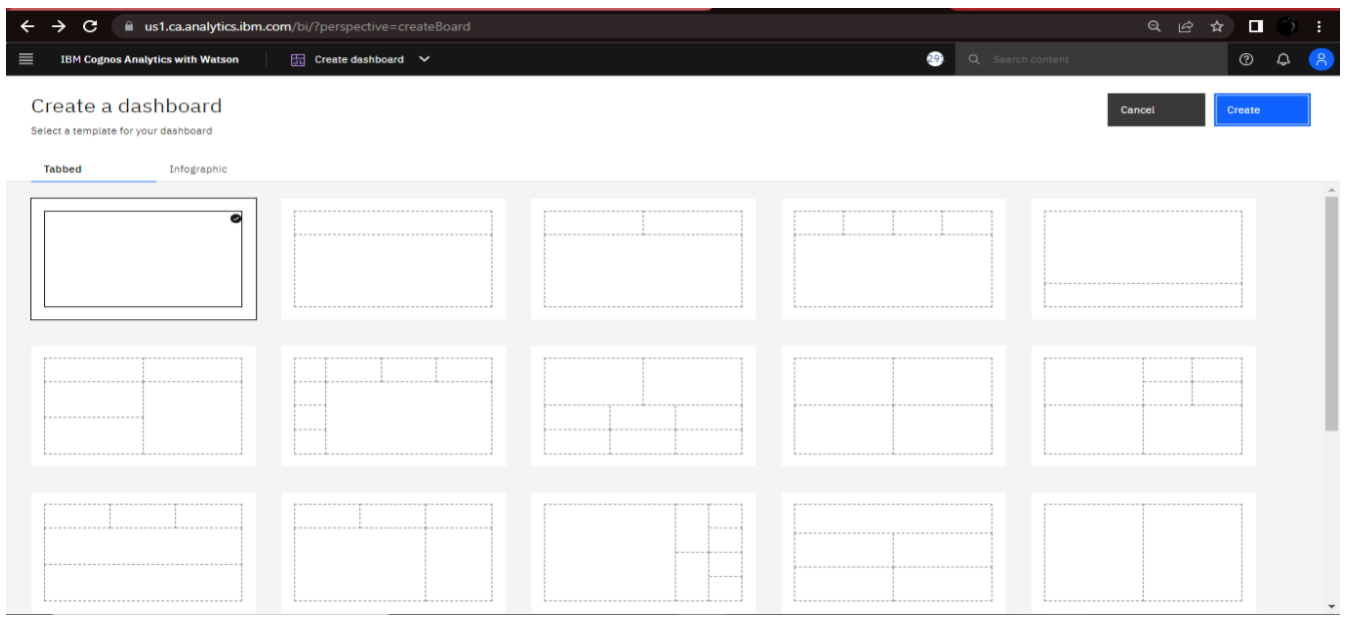 us1.ca.analytics.ibm.com/bi/?perspective=createBoard
IBM Cognos Analytics with Watson
Create dashboard
29
Search content
Create a dashboard
Select a template for your dashboard
Cancel
Create
Tabbed
Infographic